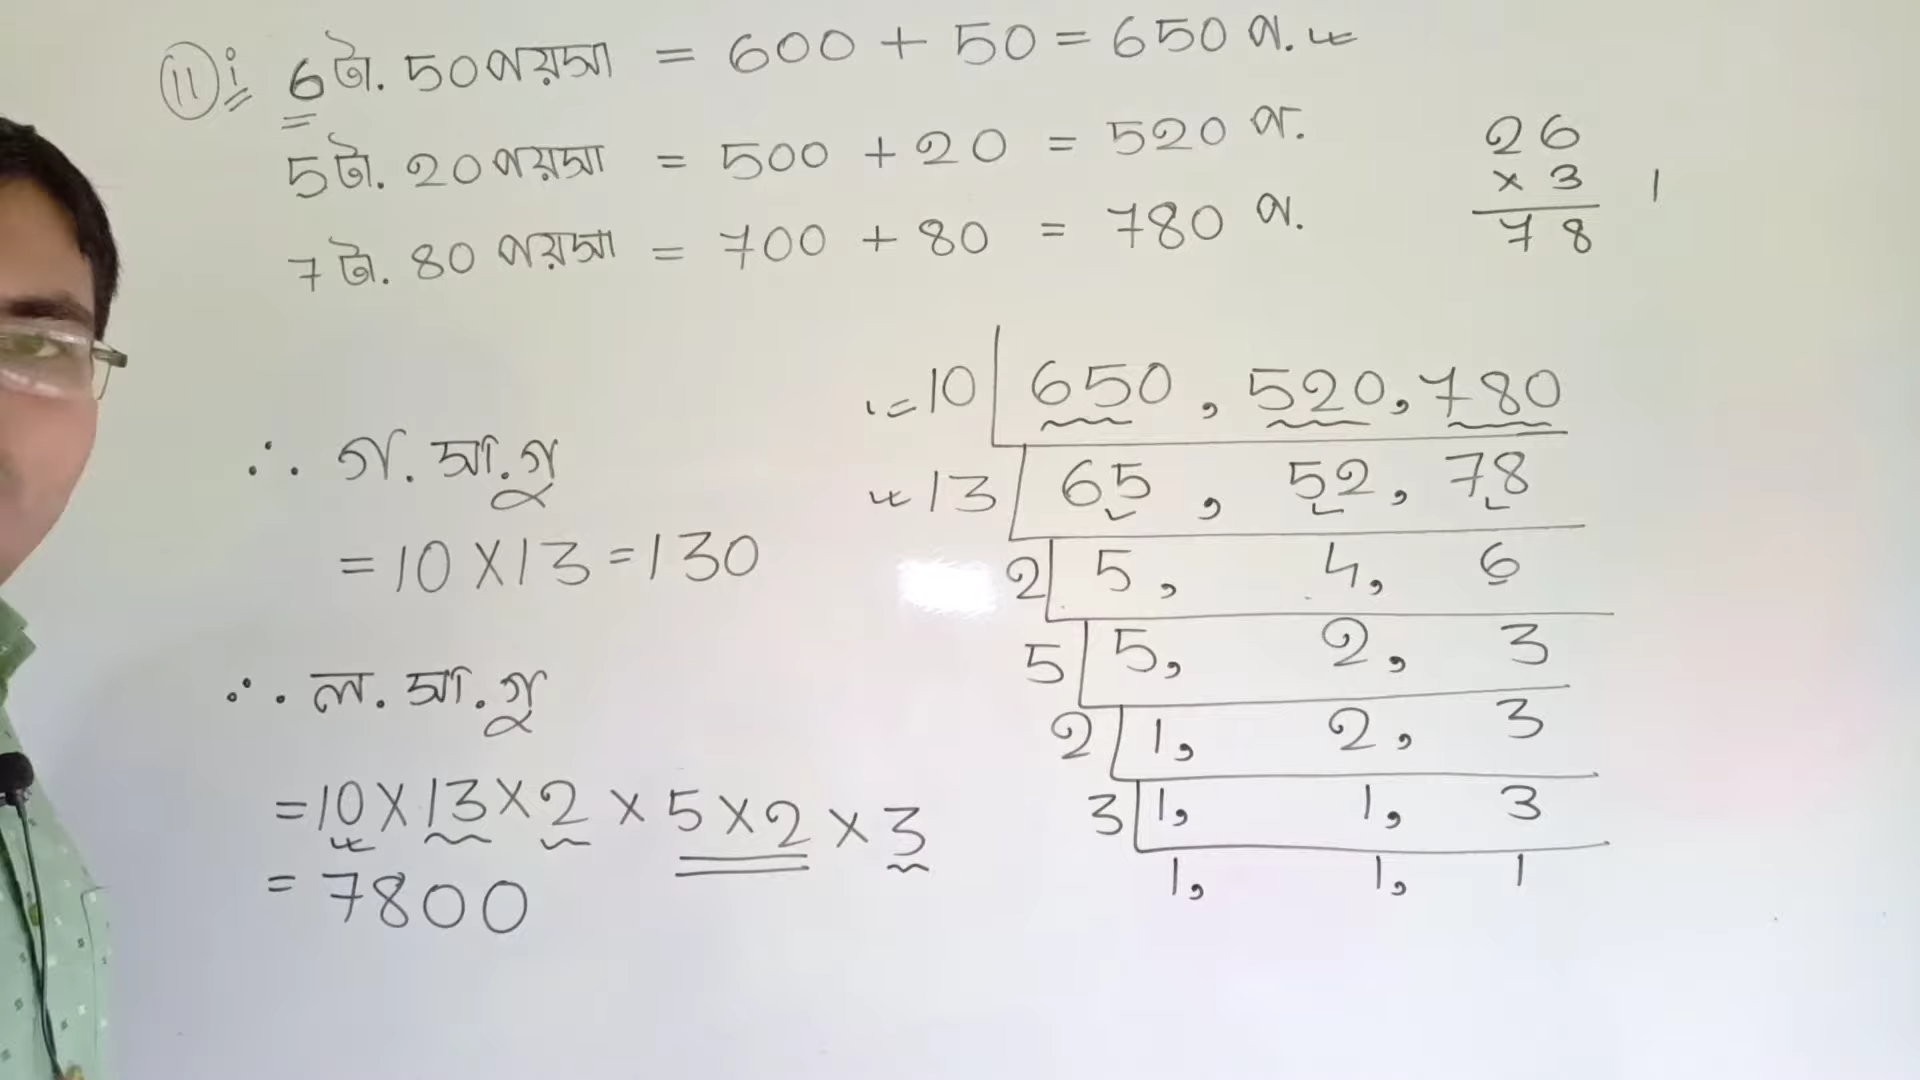 11 i 6টা. 50পয়সা = 600 + 50 = 650 প.
5টা. 20পয়সা = 500 + 20 = 520 প.
7টা. 80 পয়সা = 700 + 80 = 780 প.
26
× 3
78
1
∴ গ.সা.গু
= 10 × 13 = 130
∴ ল.সা.গু
= 10 × 13 × 2 × 5 × 2 × 3
= 7800
10 | 650, 520, 780
13 | 65, 52, 78
2 | 5, 4, 6
5 | 5, 2, 3
2 | 1, 2, 3
3 | 1, 1, 3
1, 1, 1